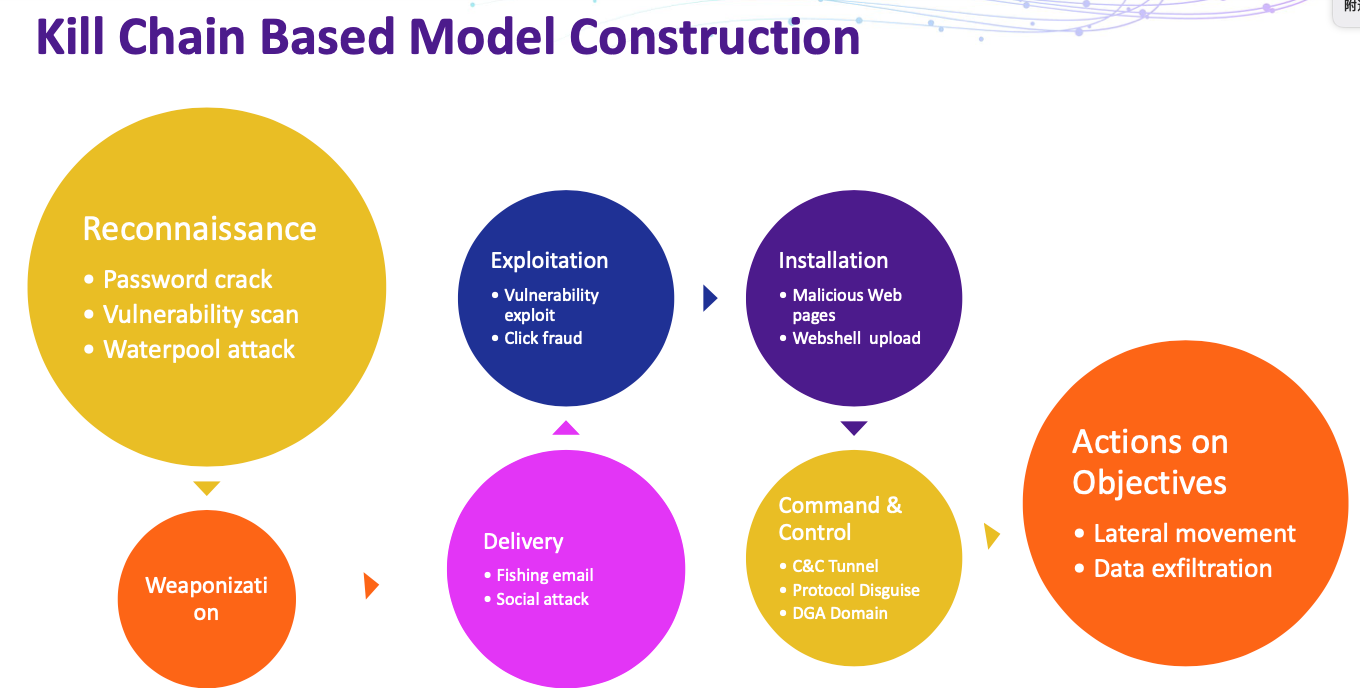 Kill Chain Based Model Construction
Reconnaissance
• Password crack
• Vulnerability scan
• Waterpool attack
Weaponizati
on
Delivery
• Fishing email
• Social attack
Exploitation
• Vulnerability
exploit
• Click fraud
Installation
• Malicious Web
pages
• Webshell  upload
Command &
Control
• C&C Tunnel
• Protocol Disguise
• DGA Domain
Actions on
Objectives
• Lateral movement
• Data exfiltration